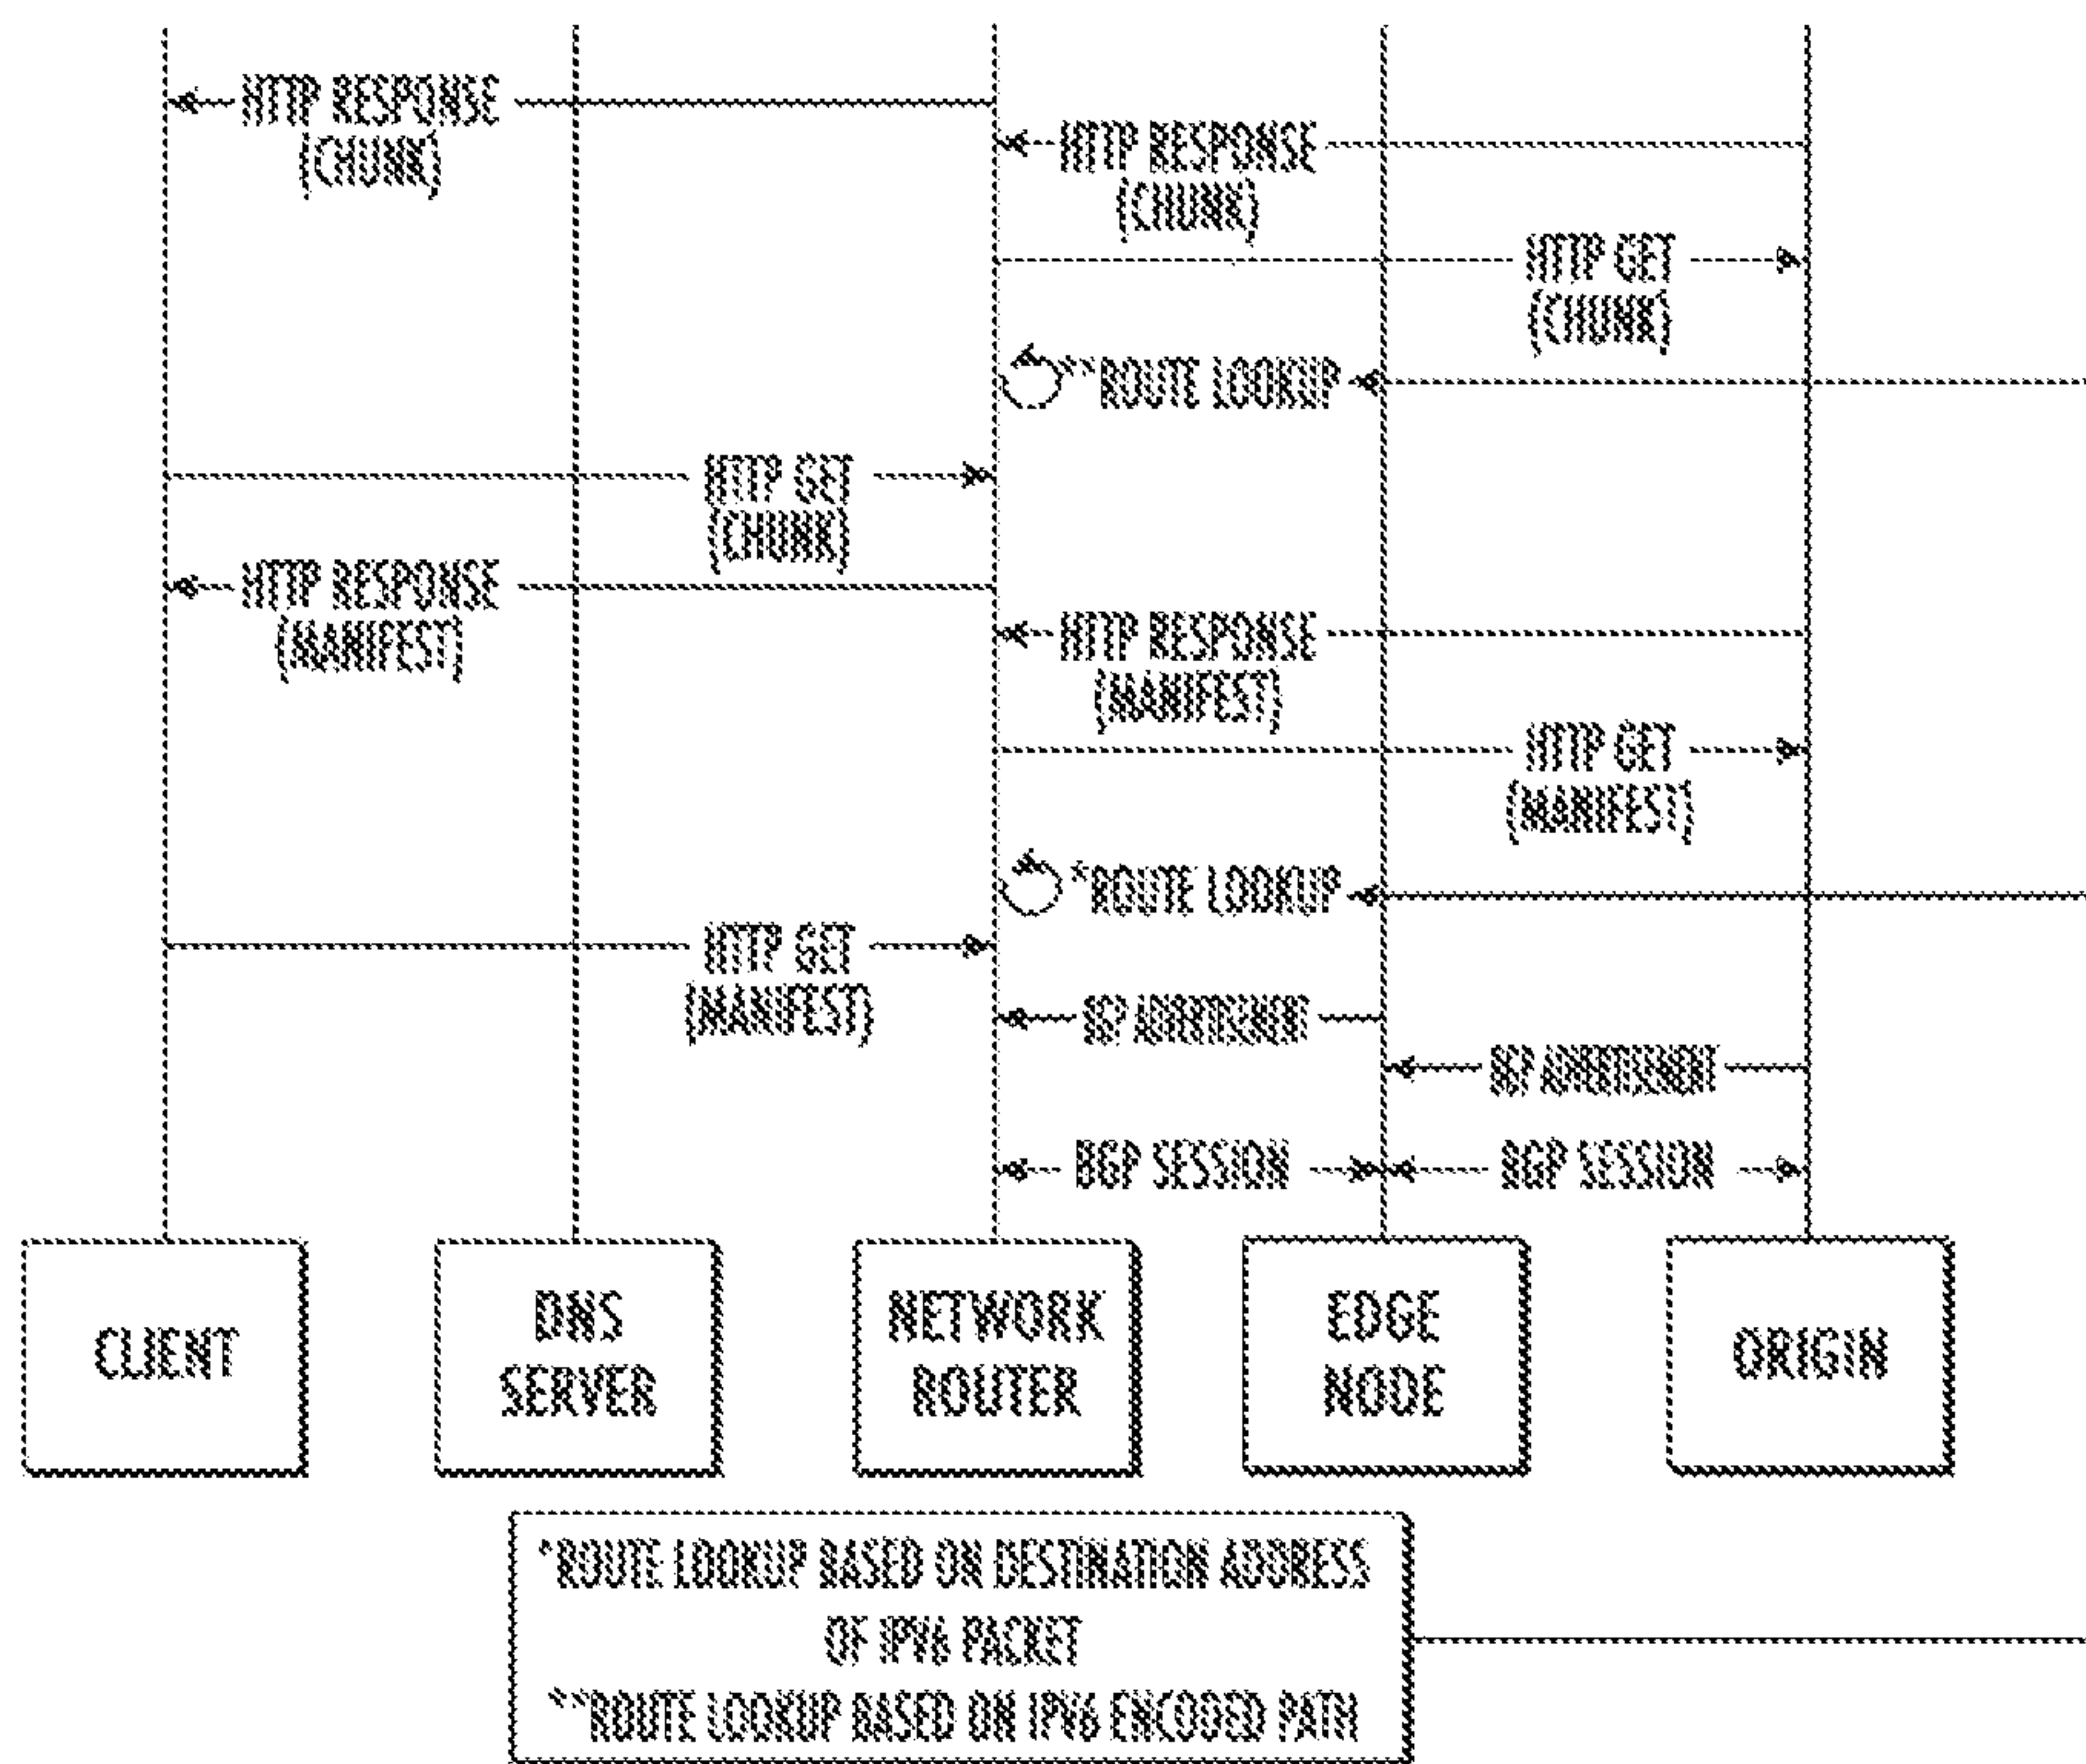 HTTP RESPONSE
(CHUNK)
HTTP RESPONSE
(CHUNK)
HTTP GET
(CHUNK)
**ROUTE LOOKUP
HTTP GET
(CHUNK)
HTTP RESPONSE
(MANIFEST)
HTTP RESPONSE
(MANIFEST)
HTTP GET
(MANIFEST)
*ROUTE LOOKUP
HTTP GET
(MANIFEST)
BGP ADVERTISEMENT
BGP ADVERTISEMENT
BGP SESSION
BGP SESSION
CLIENT
DNS
SERVER
NETWORK
ROUTER
EDGE
NODE
ORIGIN
*ROUTE LOOKUP BASED ON DESTINATION ADDRESS
OF IPV6 PACKET
**ROUTE LOOKUP BASED ON IPV6 ENCODED PATH